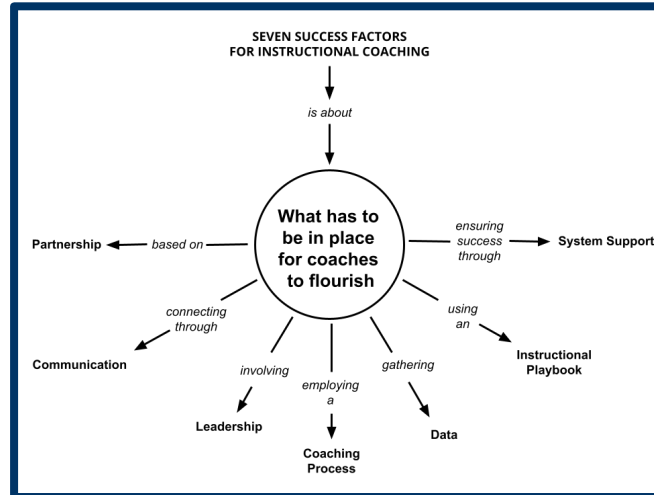 SEVEN SUCCESS FACTORS
FOR INSTRUCTIONAL COACHING
is about
What has to
be in place
for coaches
to flourish
based on
Partnership
connecting
through
Communication
involving
Leadership
employing
a
Coaching
Process
gathering
Data
using
an
Instructional
Playbook
ensuring
success
through
System Support